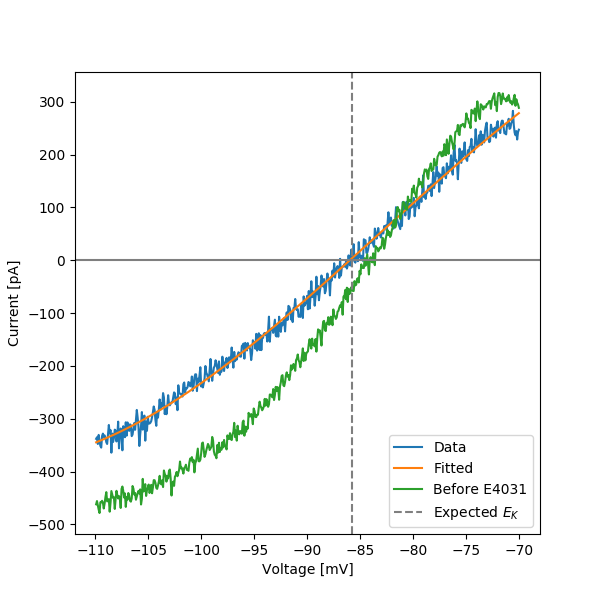 300
200
100
0
−100
−200
−300
−400
−500
Current [pA]
Data
Fitted
Before E4031
Expected E_K
−110 −105 −100 −95 −90 −85 −80 −75 −70
Voltage [mV]